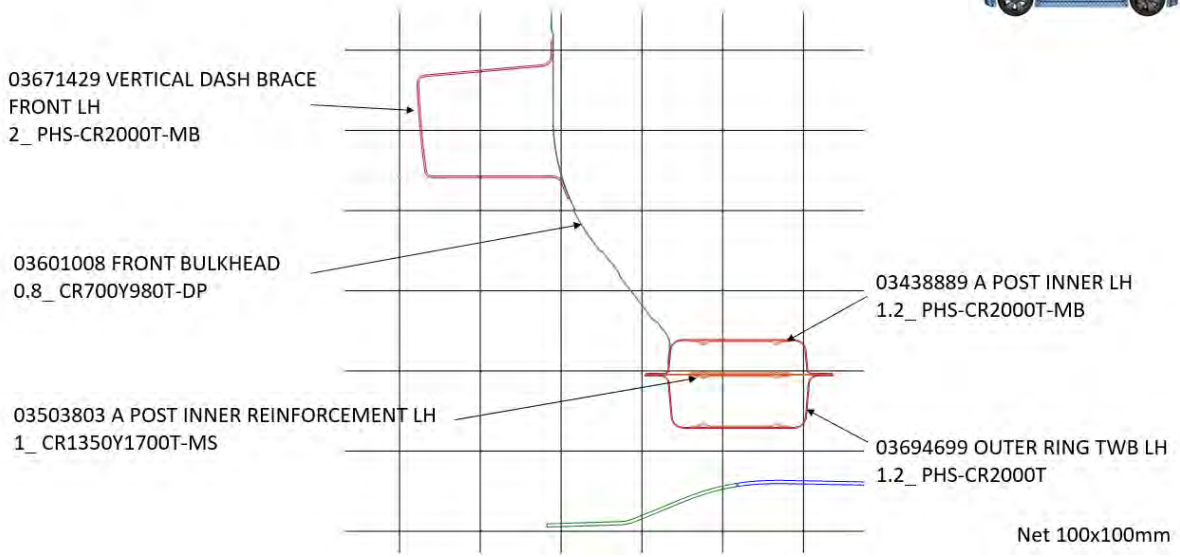 03671429 VERTICAL DASH BRACE
FRONT LH
2_ PHS-CR2000T-MB
03601008 FRONT BULKHEAD
0.8_ CR700Y980T-DP
03438889 A POST INNER LH
1.2_ PHS-CR2000T-MB
03503803 A POST INNER REINFORCEMENT LH
1_ CR1350Y1700T-MS
03694699 OUTER RING TWB LH
1.2_ PHS-CR2000T
Net 100x100mm